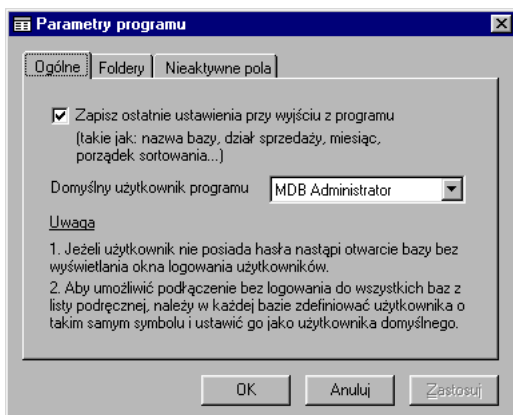 Parametry programu
Ogólne Foldery Nieaktywne pola
Zapisz ostatnie ustawienia przy wyjściu z programu
(takie jak: nazwa bazy, dział sprzedaży, miesiąc,
porządek sortowania...)
Domyślny użytkownik programu MDB Administrator
Uwaga
1. Jeżeli użytkownik nie posiada hasła nastąpi otwarcie bazy bez
wyświetlania okna logowania użytkowników.
2. Aby umożliwić podłączenie bez logowania do wszystkich baz z
listy podręcznej, należy w każdej bazie zdefiniować użytkownika o
takim samym symbolu i ustawić go jako użytkownika domyślnego.
OK Anuluj Zastosuj